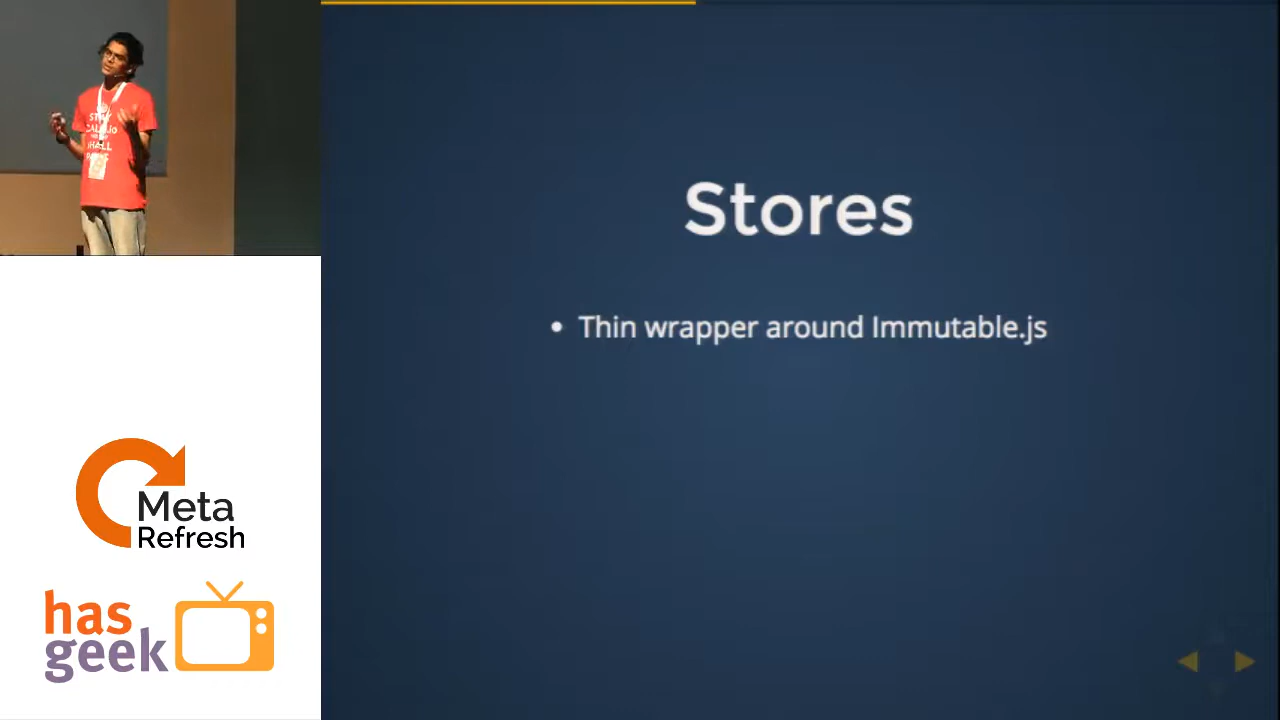 Stores
• Thin wrapper around Immutable.js
Meta
Refresh
has
geek